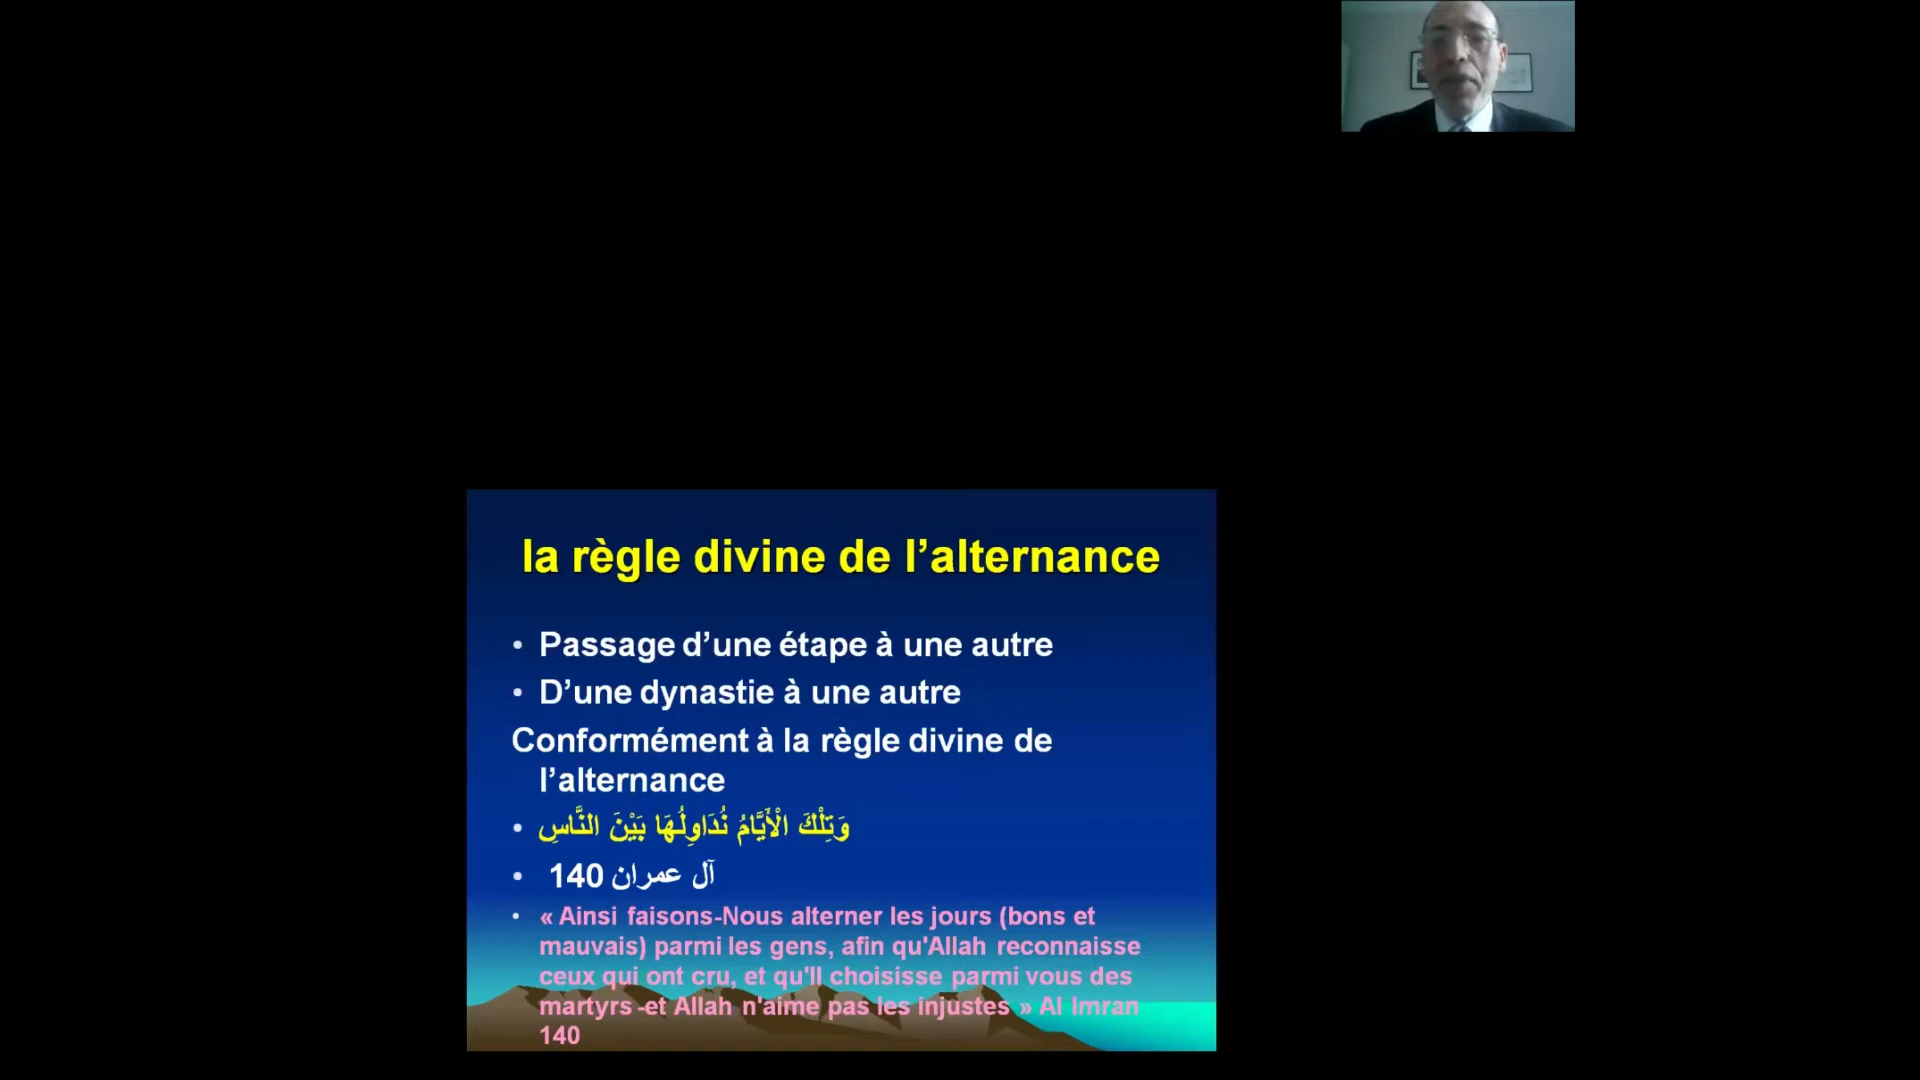 la règle divine de l’alternance
• Passage d’une étape à une autre
• D’une dynastie à une autre
Conformément à la règle divine de
l’alternance
• وَتِلْكَ الْأَيَّامُ نُدَاوِلُهَا بَيْنَ النَّاسِ
• آل عمران 140
• « Ainsi faisons-Nous alterner les jours (bons et
mauvais) parmi les gens, afin qu'Allah reconnaisse
ceux qui ont cru, et qu'Il choisisse parmi vous des
martyrs -et Allah n'aime pas les injustes » Al Imran
140